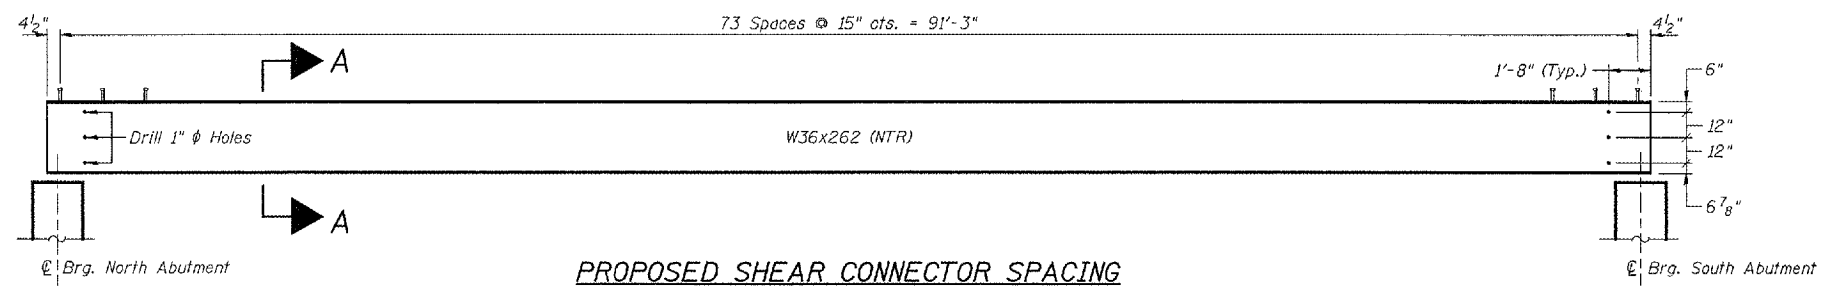 4½" 73 Spaces @ 15" cts. = 91'-3" 4½"
A
1'-8" (Typ.) 6"
Drill 1" ϕ Holes W36x262 (NTR) 12"
12"
A 6⅞"
℄ Brg. North Abutment PROPOSED SHEAR CONNECTOR SPACING ℄ Brg. South Abutment